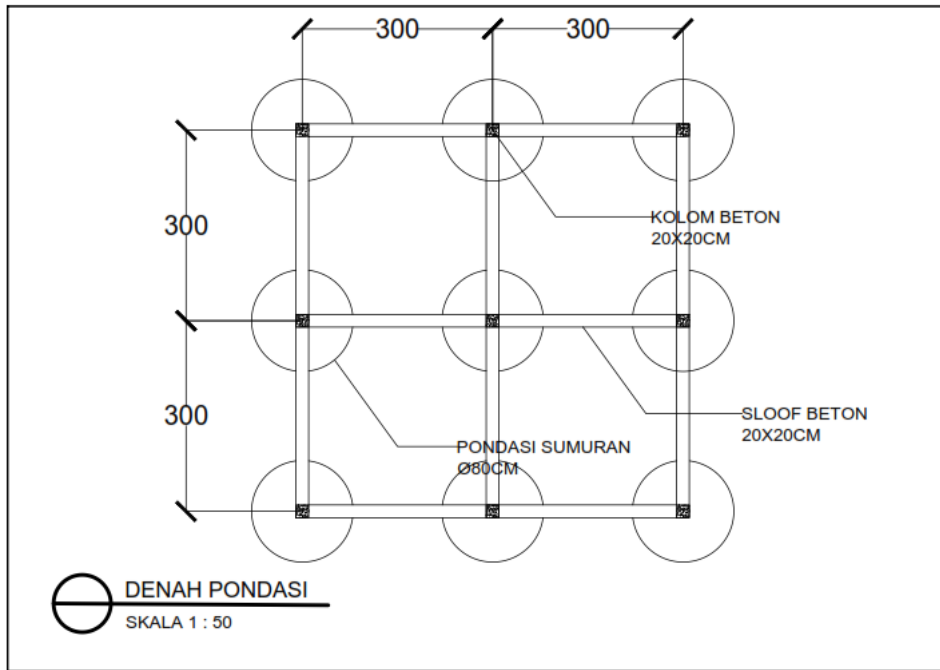 300
300
300
KOLOM BETON
20X20CM
300
SLOOF BETON
20X20CM
PONDASI SUMURAN
Ø80CM
DENAH PONDASI
SKALA 1 : 50